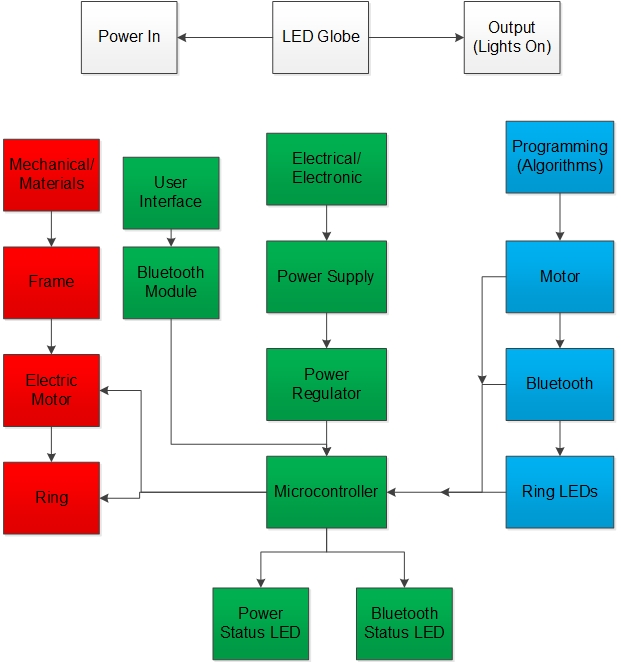 Power In
LED Globe
Output
(Lights On)
Mechanical/
Materials
User
Interface
Electrical/
Electronic
Programming
(Algorithms)
Frame
Bluetooth
Module
Power Supply
Motor
Electric
Motor
Power
Regulator
Bluetooth
Ring
Microcontroller
Ring LEDs
Power
Status LED
Bluetooth
Status LED